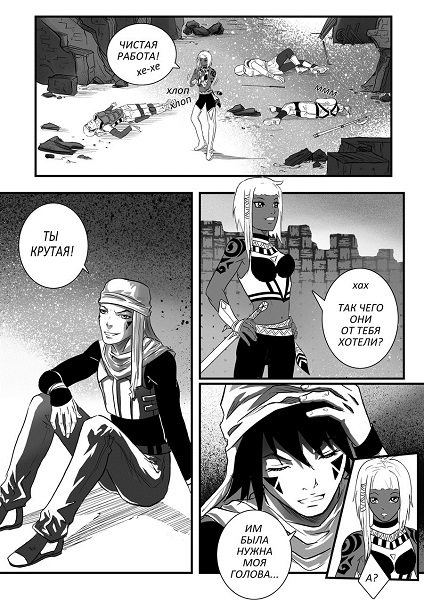 ЧИСТАЯ
РАБОТА!
хе-хе
хлоп
хлоп
МММ
ТЫ
КРУТАЯ!
хах
ТАК ЧЕГО
ОНИ
ОТ ТЕБЯ
ХОТЕЛИ?
ИМ
БЫЛА
НУЖНА
МОЯ
ГОЛОВА...
А?